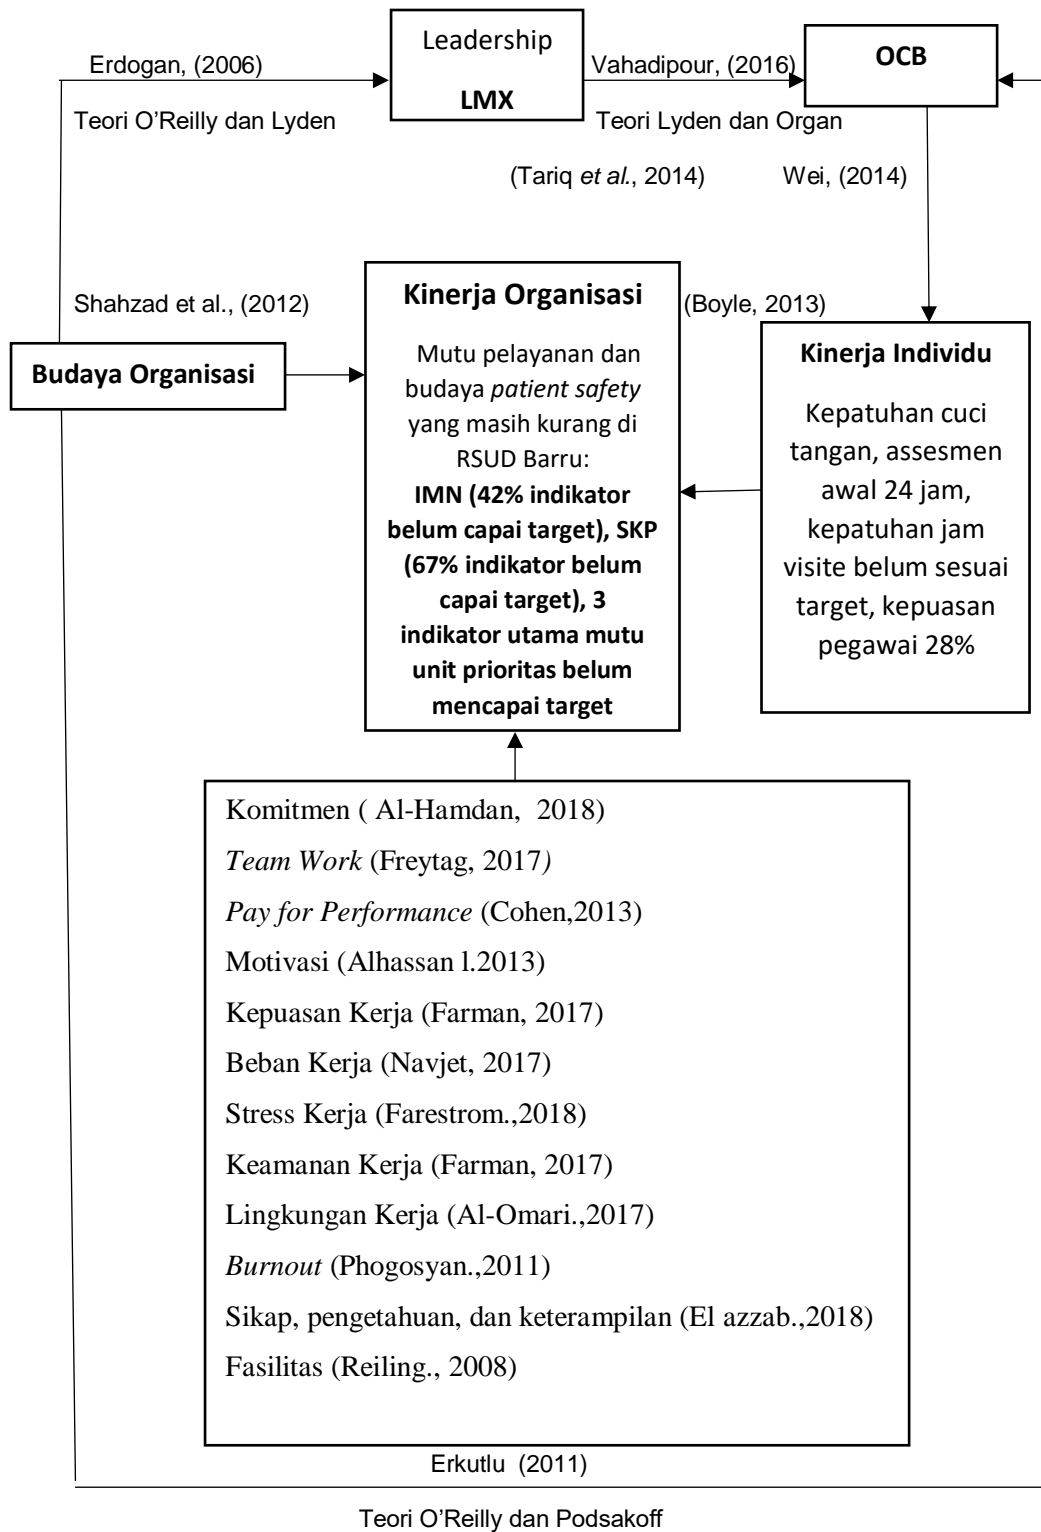 Leadership
LMX
Erdogan, (2006)
Vahadipour, (2016)
OCB
Teori O'Reilly dan Lyden
Teori Lyden dan Organ
(Tariq et al., 2014)
Wei, (2014)
Shahzad et al., (2012)
Budaya Organisasi
Kinerja Organisasi
Mutu pelayanan dan
budaya patient safety
yang masih kurang di
RSUD Barru:
IMN (42% indikator
belum capai target), SKP
(67% indikator belum
capai target), 3
indikator utama mutu
unit prioritas belum
mencapai target
(Boyle, 2013)
Kinerja Individu
Kepatuhan cuci
tangan, assesmen
awal 24 jam,
kepatuhan jam
visite belum sesuai
target, kepuasan
pegawai 28%
Komitmen ( Al-Hamdan, 2018)
Team Work (Freytag, 2017)
Pay for Performance (Cohen,2013)
Motivasi (Alhassan l.2013)
Kepuasan Kerja (Farman, 2017)
Beban Kerja (Navjet, 2017)
Stress Kerja (Farestrom.,2018)
Keamanan Kerja (Farman, 2017)
Lingkungan Kerja (Al-Omari.,2017)
Burnout (Phogosyan.,2011)
Sikap, pengetahuan, dan keterampilan (El azzab.,2018)
Fasilitas (Reiling., 2008)
Erkutlu (2011)
Teori O'Reilly dan Podsakoff